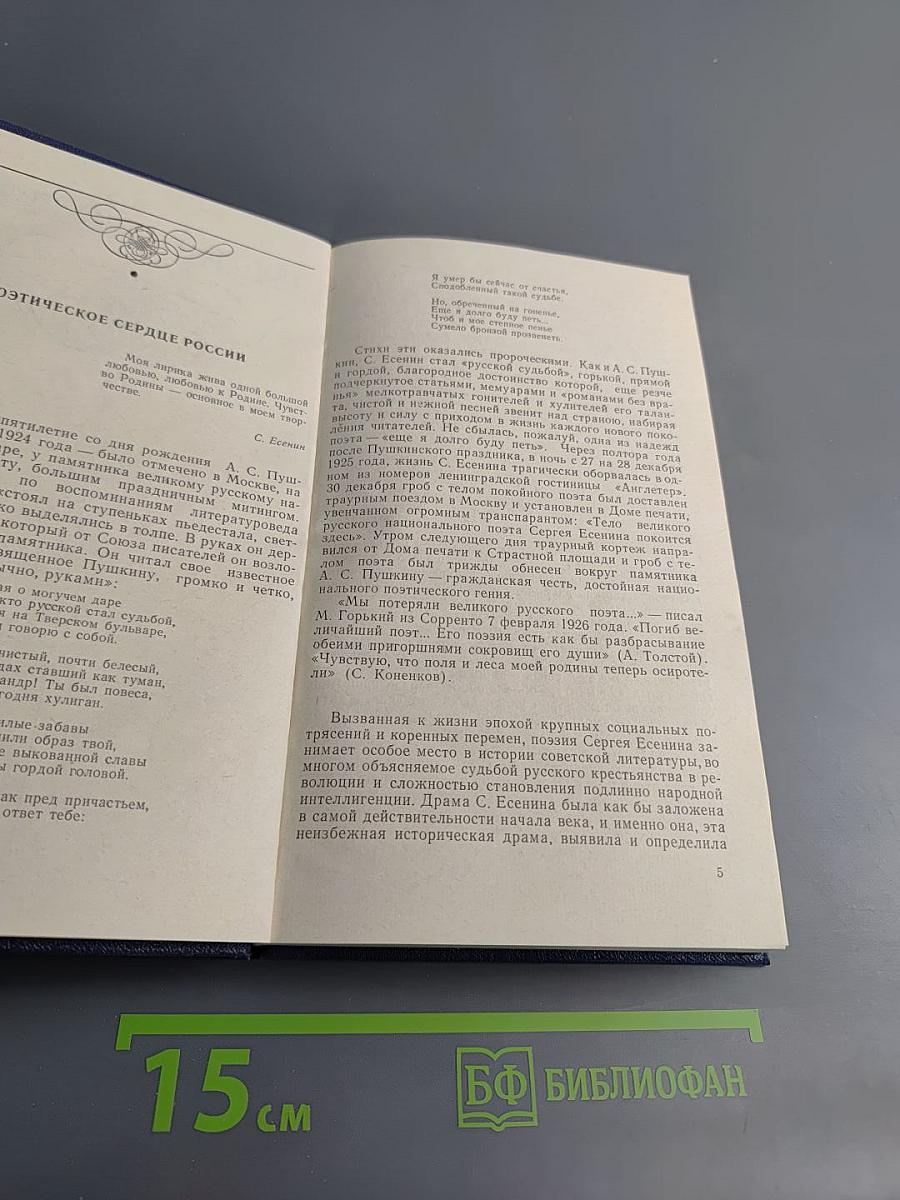 ОЭТИЧЕСКОЕ СЕРДЦЕ РОССИИ
Моя лирика жива одной большой
любовью, любовью к Родине. Чувст-
во Родины — основное в моем твор-
честве.
С. Есенин
пятилетие со дня рождения А. С. Пуш-
1924 года — было отмечено в Москве, на
аре, у памятника великому русскому на-
ту, большим праздничным митингом.
по воспоминаниям литературоведа
стоял на ступеньках пьедестала, свет-
ко выделялись в толпе. В руках он дер-
который от Союза писателей он возло-
памятника. Он читал свое известное
священное Пушкину, громко и четко,
ычно, руками»:
ая о могучем даре
кто русской стал судьбой,
я на Тверском бульваре,
и говорю с собой.
нистый, почти белесый,
дах ставший как туман,
андр! Ты был повеса,
годня хулиган.
илые забавы
нили образ твой,
е выкованной славы
ы гордой головой.
ак пред причастьем,
ответ тебе:
Я умер бы сейчас от счастья,
Сподобленный такой судьбе.
Но, обреченный на гоненье,
Еще я долго буду петь...
Чтоб и мое степное пенье
Сумело бронзой прозвенеть.
Стихи эти оказались пророческими. Как и А. С. Пуш-
кин, С. Есенин стал «русской судьбой», горькой, прямой
и гордой, благородное достоинство которой, еще резче
подчеркнутое статьями, мемуарами и «романами без вра-
нья» мелкотравчатых гонителей и хулителей его талан-
та, чистой и нежной песней звенит над страною, набирая
высоту и силу с приходом в жизнь каждого нового поко-
ления читателей. Не сбылась, пожалуй, одна из надежд
поэта — «еще я долго буду петь». Через полтора года
после Пушкинского праздника, в ночь с 27 на 28 декабря
1925 года, жизнь С. Есенина трагически оборвалась в од-
ном из номеров ленинградской гостиницы «Англетер».
30 декабря гроб с телом покойного поэта был доставлен
траурным поездом в Москву и установлен в Доме печати,
увенчанном огромным транспарантом: «Тело великого
русского национального поэта Сергея Есенина покоится
здесь». Утром следующего дня траурный кортеж напра-
вился от Дома печати к Страстной площади и гроб с те-
лом поэта был трижды обнесен вокруг памятника
А. С. Пушкину — гражданская честь, достойная нацио-
нального поэтического гения.
«Мы потеряли великого русского поэта...» — писал
М. Горький из Сорренто 7 февраля 1926 года. «Погиб ве-
личайший поэт... Его поэзия есть как бы разбрасывание
обеими пригоршнями сокровищ его души» (А. Толстой).
«Чувствую, что поля и леса моей родины теперь осироте-
ли» (С. Коненков).
Вызванная к жизни эпохой крупных социальных по-
трясений и коренных перемен, поэзия Сергея Есенина за-
нимает особое место в истории советской литературы, во
многом объясняемое судьбой русского крестьянства в ре-
волюции и сложностью становления подлинно народной
интеллигенции. Драма С. Есенина была как бы заложена
в самой действительности начала века, и именно она, эта
неизбежная историческая драма, выявила и определила
5
15 см
БФ БИБЛИОФАН